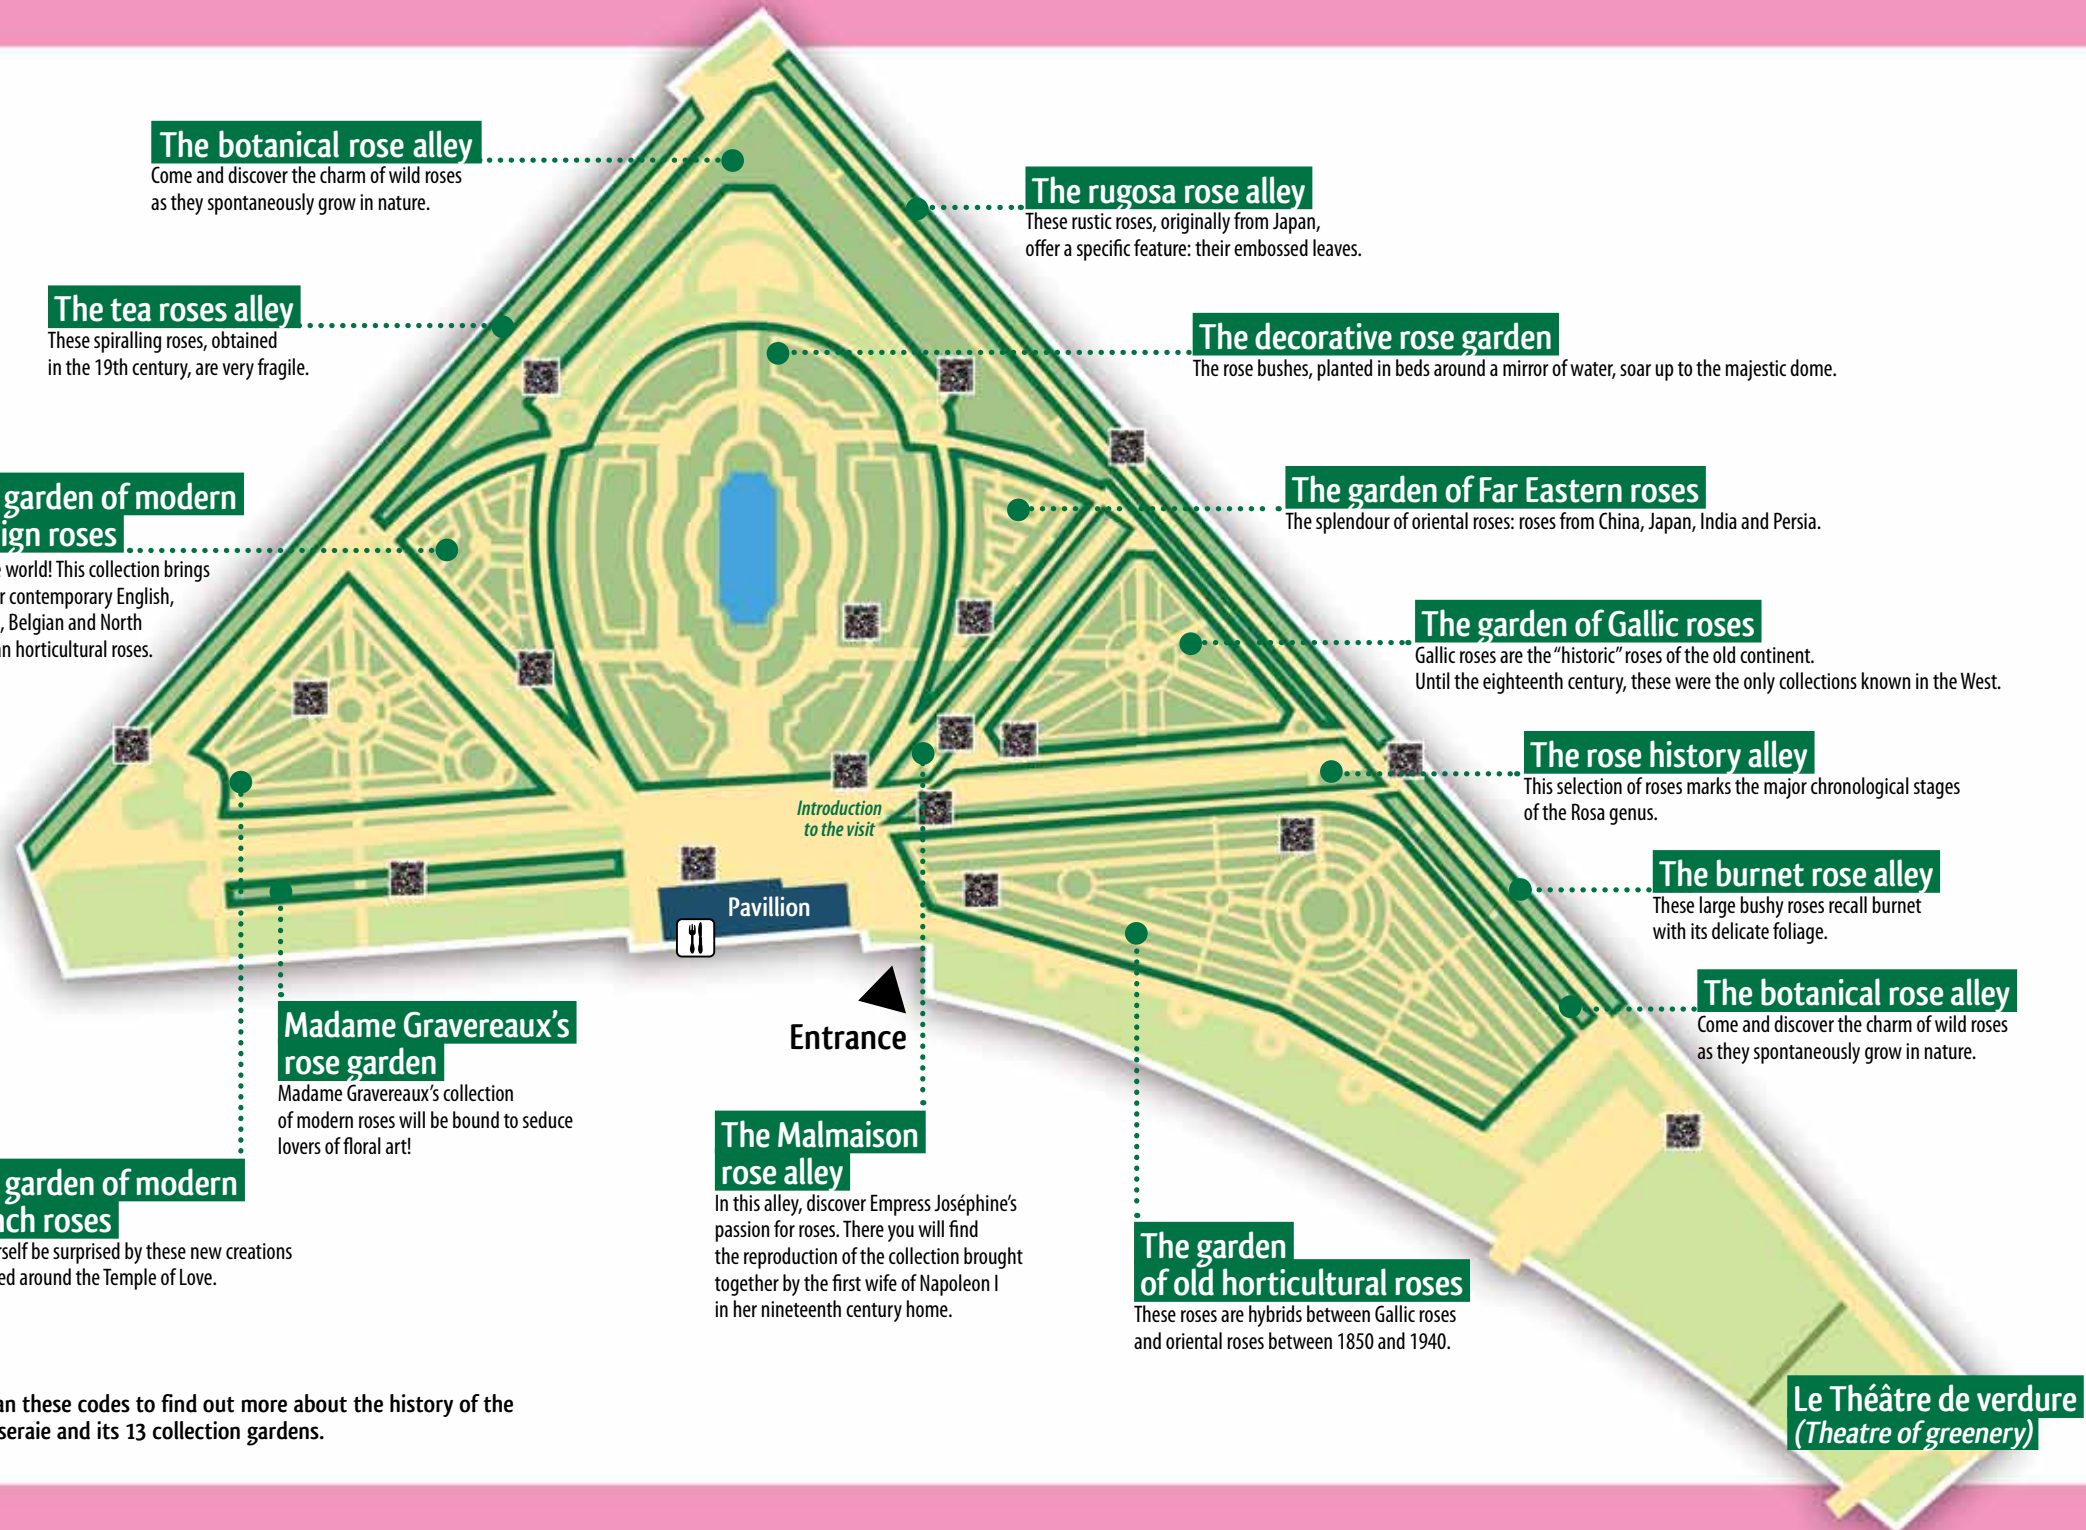 The botanical rose alley
Come and discover the charm of wild roses
as they spontaneously grow in nature.
The rugosa rose alley
These rustic roses, originally from Japan,
offer a specific feature: their embossed leaves.
The tea roses alley
These spiralling roses, obtained
in the 19th century, are very fragile.
The decorative rose garden
The rose bushes, planted in beds around a mirror of water, soar up to the majestic dome.
garden of modern
ign roses
world! This collection brings
r contemporary English,
, Belgian and North
n horticultural roses.
The garden of Far Eastern roses
The splendour of oriental roses: roses from China, Japan, India and Persia.
The garden of Gallic roses
Gallic roses are the “historic” roses of the old continent.
Until the eighteenth century, these were the only collections known in the West.
The rose history alley
This selection of roses marks the major chronological stages
of the Rosa genus.
Introduction
to the visit
The burnet rose alley
These large bushy roses recall burnet
with its delicate foliage.
Pavillion
The botanical rose alley
Come and discover the charm of wild roses
as they spontaneously grow in nature.
Entrance
Madame Gravereaux’s
rose garden
Madame Gravereaux’s collection
of modern roses will be bound to seduce
lovers of floral art!
The Malmaison
rose alley
In this alley, discover Empress Joséphine’s
passion for roses. There you will find
the reproduction of the collection brought
together by the first wife of Napoleon I
in her nineteenth century home.
garden of modern
nch roses
rself be surprised by these new creations
ed around the Temple of Love.
The garden
of old horticultural roses
These roses are hybrids between Gallic roses
and oriental roses between 1850 and 1940.
an these codes to find out more about the history of the
seraie and its 13 collection gardens.
Le Théâtre de verdure
(Theatre of greenery)